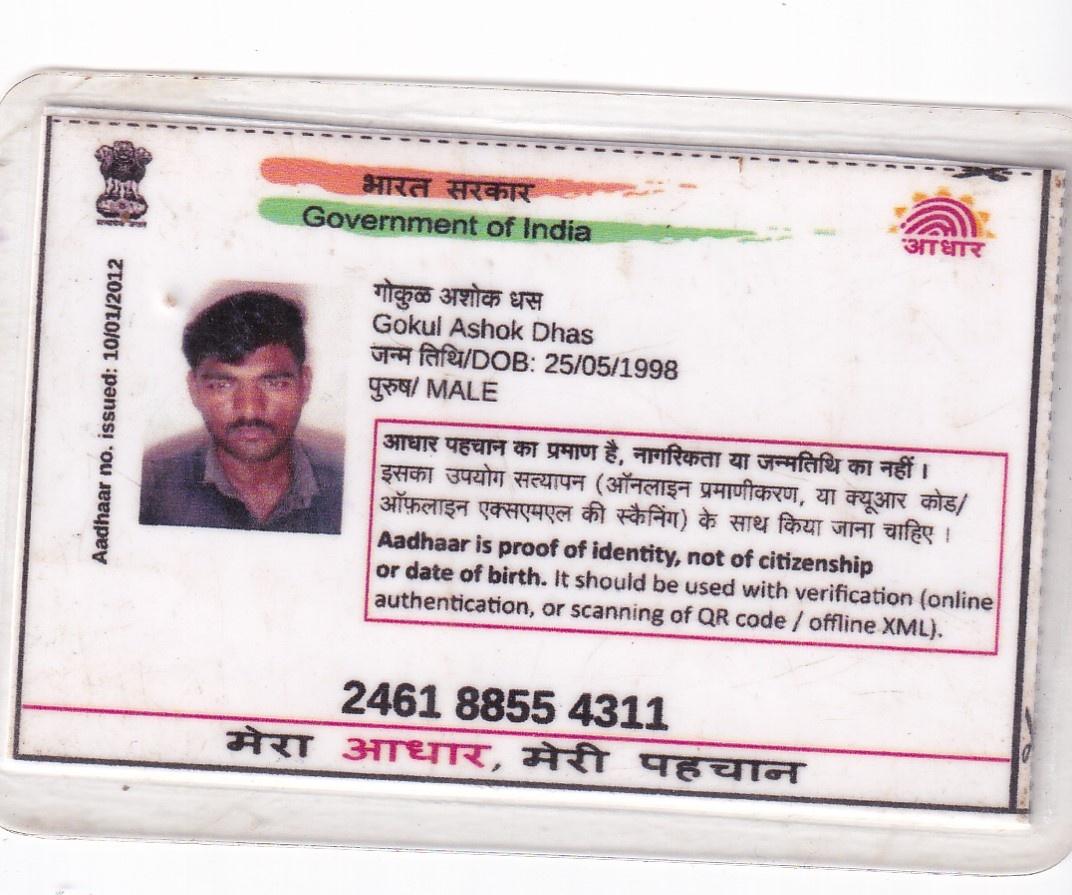 भारत सरकार
Government of India
आधार
Aadhaar no. issued: 10/01/2012
गोकुळ अशोक धस
Gokul Ashok Dhas
जन्म तिथि/DOB: 25/05/1998
पुरुष/ MALE
आधार पहचान का प्रमाण है, नागरिकता या जन्मतिथि का नहीं ।
इसका उपयोग सत्यापन (ऑनलाइन प्रमाणीकरण, या क्यूआर कोड/
ऑफ़लाइन एक्सएमएल की स्कैनिंग) के साथ किया जाना चाहिए ।
Aadhaar is proof of identity, not of citizenship
or date of birth. It should be used with verification (online
authentication, or scanning of QR code / offline XML).
2461 8855 4311
मेरा आधार, मेरी पहचान